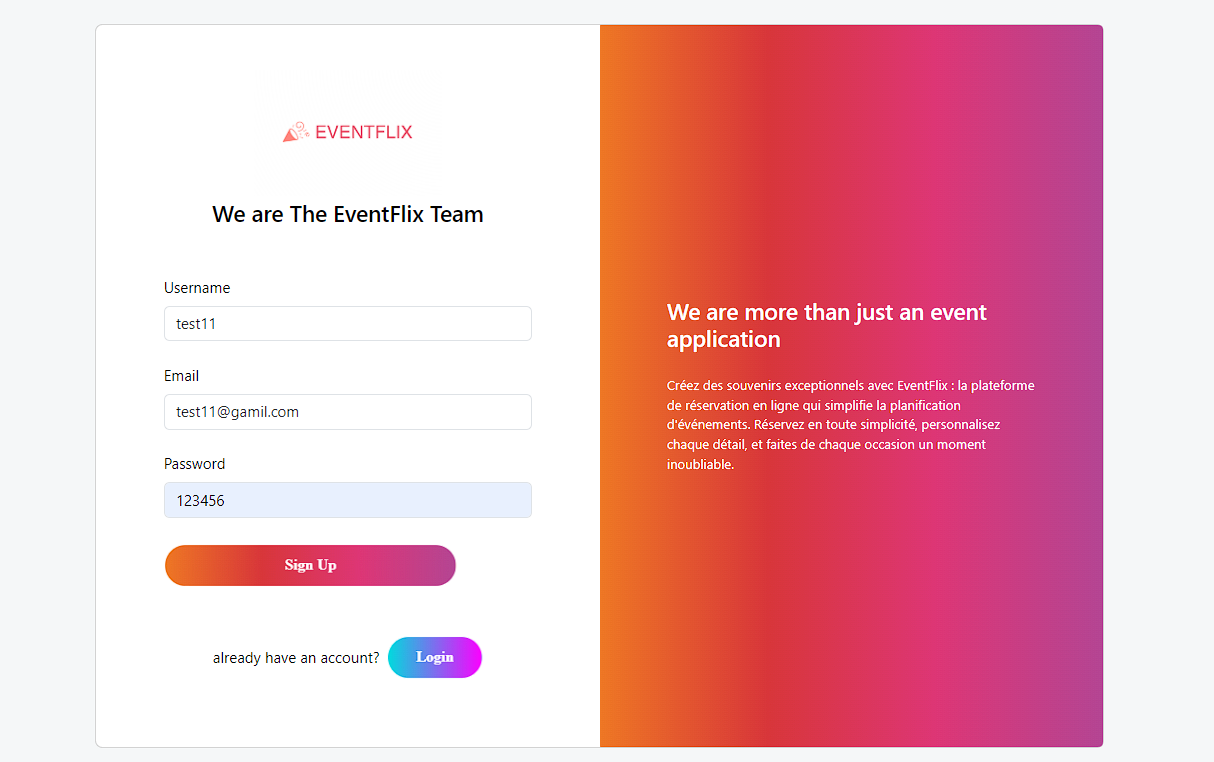 EVENTFLIX
We are The EventFlix Team
Username
test11
Email
test11@gamil.com
Password
123456
Sign Up
already have an account?
Login
We are more than just an event
application
Créez des souvenirs exceptionnels avec EventFlix : la plateforme
de réservation en ligne qui simplifie la planification
d'événements. Réservez en toute simplicité, personnalisez
chaque détail, et faites de chaque occasion un moment
inoubliable.